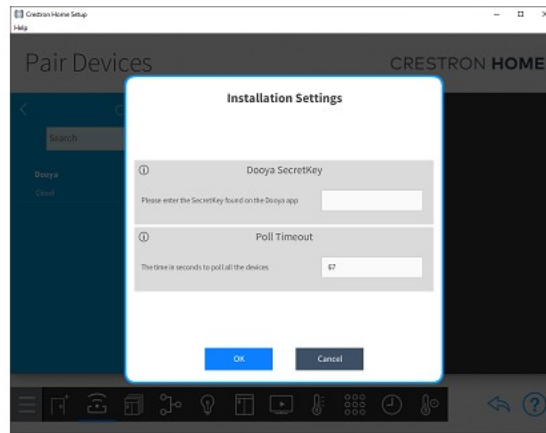 Crestron Home Setup
Help
Pair Devices
CRESTRON HOME
Installation Settings
Search
Dooya SecretKey
Dooya
Please enter the SecretKey found on the Dooya app
Cloud
Poll Timeout
The time in seconds to poll all the devices
67
OK
Cancel
?